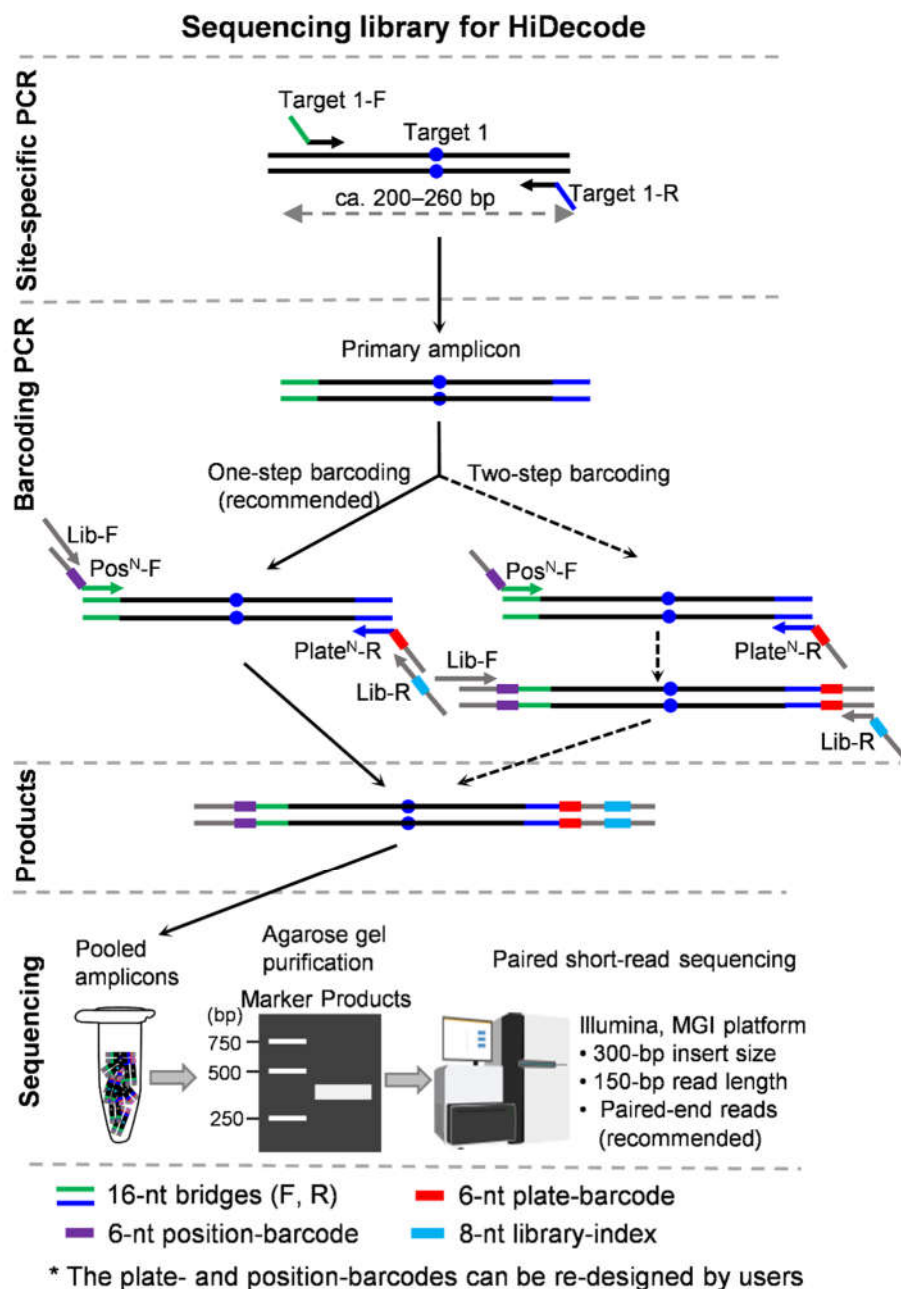 Sequencing library for HiDecode
Site-specific PCR
Target 1-F
Target 1
Target 1-R
ca. 200–260 bp
Barcoding PCR
Primary amplicon
One-step barcoding
(recommended)
Two-step barcoding
Lib-F
Pos^N-F
Plate^N-R
Lib-R
Pos^N-F
Plate^N-R
Lib-F
Lib-R
Products
Sequencing
Pooled
amplicons
Agarose gel
purification
Marker Products
(bp)
750
500
250
Paired short-read sequencing
Illumina, MGI platform
• 300-bp insert size
• 150-bp read length
• Paired-end reads
(recommended)
16-nt bridges (F, R)
6-nt plate-barcode
6-nt position-barcode
8-nt library-index
* The plate- and position-barcodes can be re-designed by users